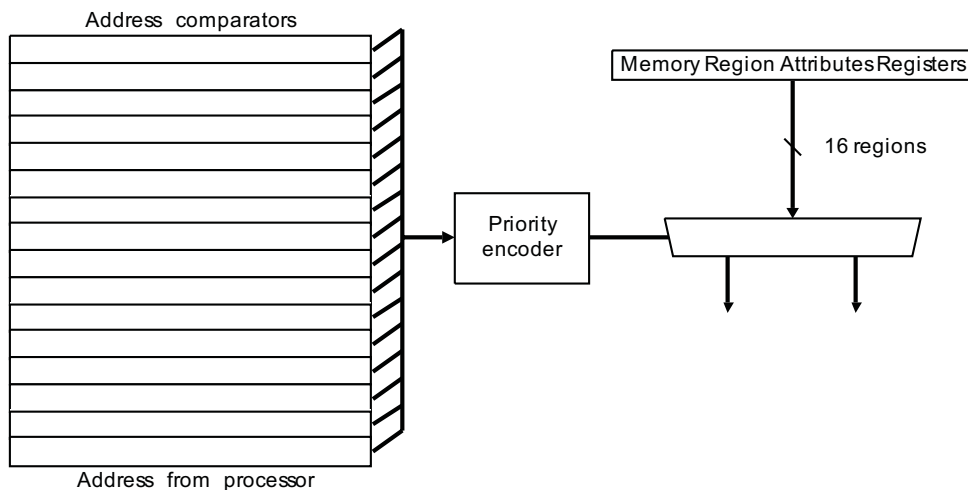 Address comparators
Memory Region Attributes Registers
16 regions
Priority
encoder
Address from processor